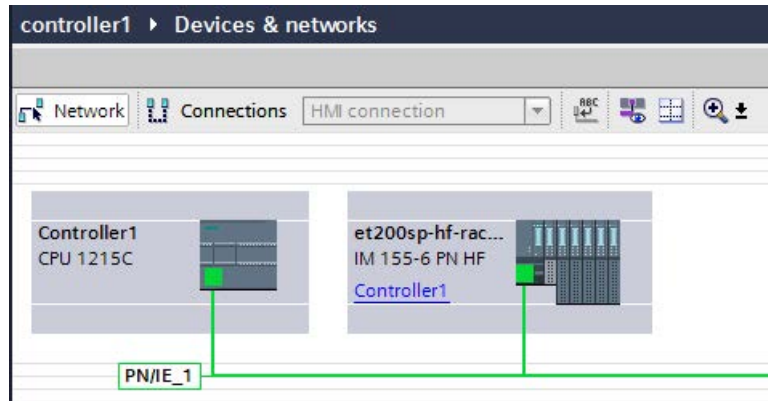 controller1 ▸ Devices & networks
Network Connections HMI connection
Controller1
CPU 1215C
et200sp-hf-rac...
IM 155-6 PN HF
Controller1
PN/IE_1